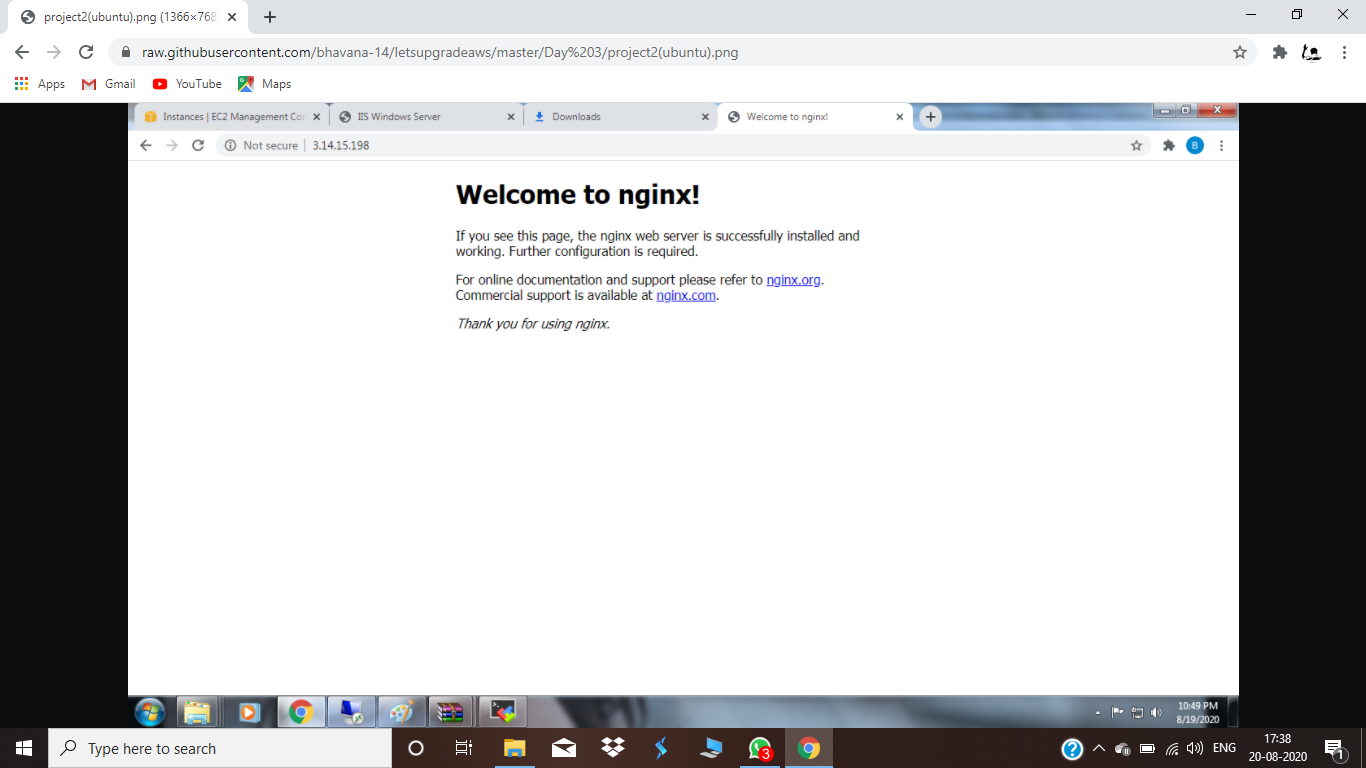 project2(ubuntu).png (1366×768
raw.githubusercontent.com/bhavana-14/letsupgradeaws/master/Day%203/project2(ubuntu).png
Apps Gmail YouTube Maps
Instances | EC2 Management Cor IIS Windows Server Downloads Welcome to nginx!
Not secure 3.14.15.198 B
Welcome to nginx!
If you see this page, the nginx web server is successfully installed and
working. Further configuration is required.
For online documentation and support please refer to nginx.org.
Commercial support is available at nginx.com.
Thank you for using nginx.
10:49 PM
8/19/2020
Type here to search 3 ENG 17:38 1
20-08-2020